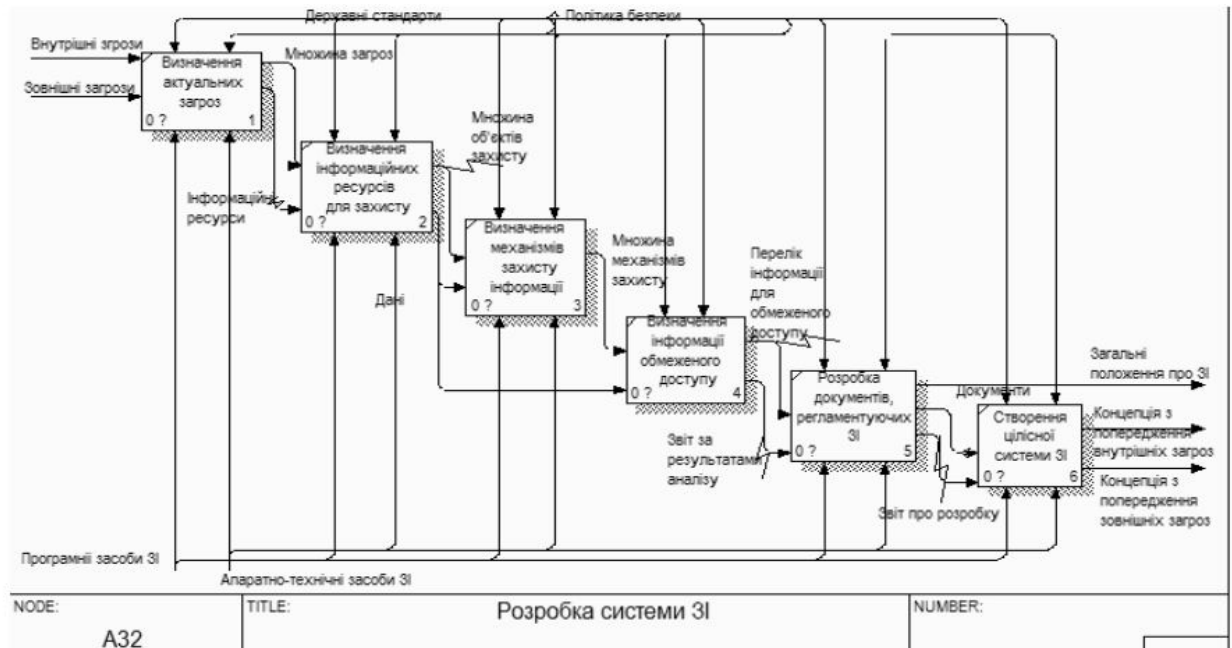 Державні стандарти
Політика безпеки
Внутрішні згрози
Зовнішні загрози
Визначення
актуальних
загроз
0 ?
1
Множина загроз
Інформаційні
ресурси
Визначення
інформаційних
ресурсів
для захисту
0 ?
2
Множина
об'єктів
захисту
Дані
Визначення
механізмів
захисту
інформації
0 ?
3
Множина
механізмів
захисту
Визначення
інформації
обмеженого
доступу
0 ?
4
Перелік
інформації
для
обмеженого
доступу
Звіт за
результатами
аналізу
Розробка
документів,
регламентуючих
ЗІ
0 ?
5
Документи
Звіт про розробку
Створення
цілісної
системи ЗІ
0 ?
6
Загальні
положення про ЗІ
Концепція з
попередження
внутрішніх загроз
Концепція з
попередження
зовнішніх загроз
Програмнії засоби ЗІ
Апаратно-технічні засоби ЗІ
NODE:
A32
TITLE:
Розробка системи ЗІ
NUMBER: